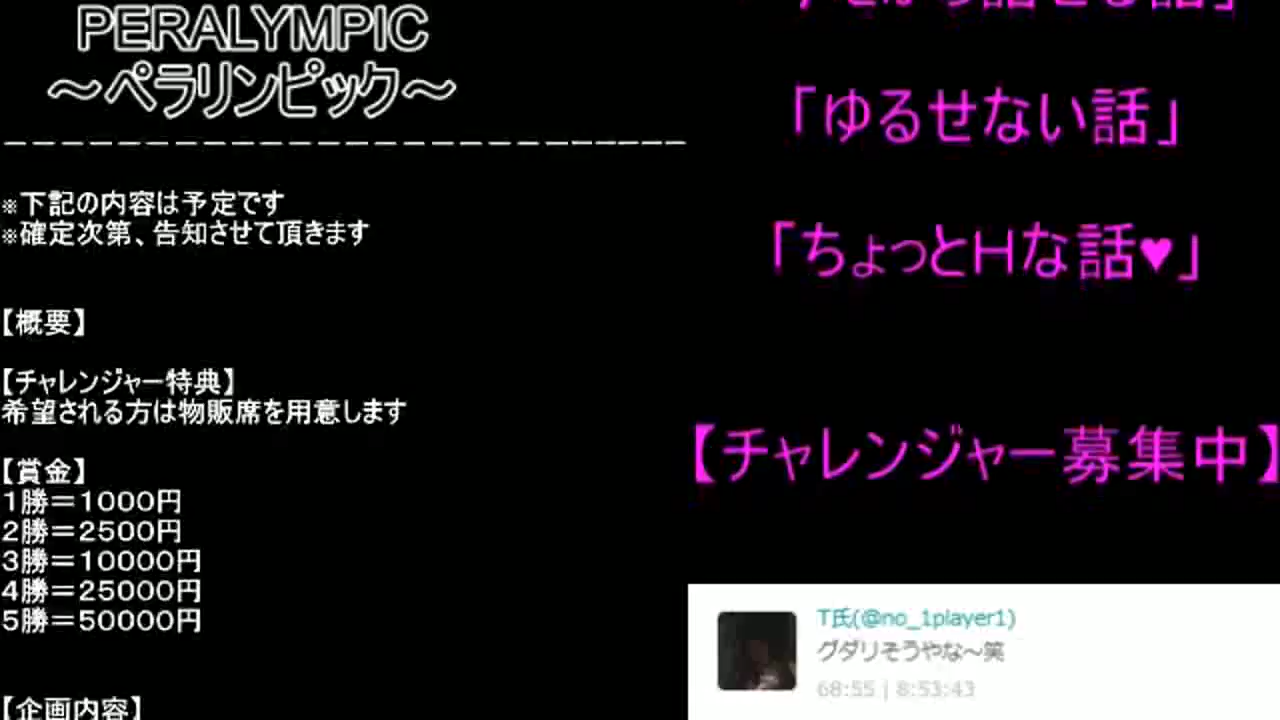 PERALYMPIC
～ペラリンピック～
※下記の内容は予定です
※確定次第、告知させて頂きます
【概要】
【チャレンジャー特典】
希望される方は物販席を用意します
【賞金】
1勝＝1000円
2勝＝2500円
3勝＝10000円
4勝＝25000円
5勝＝50000円
【企画内容】
「ゆるせない話」
「ちょっとHな話♥」
【チャレンジャー募集中】
T氏(@no_1player1)
グダリそうやな～笑
68:55 | 8:53:43